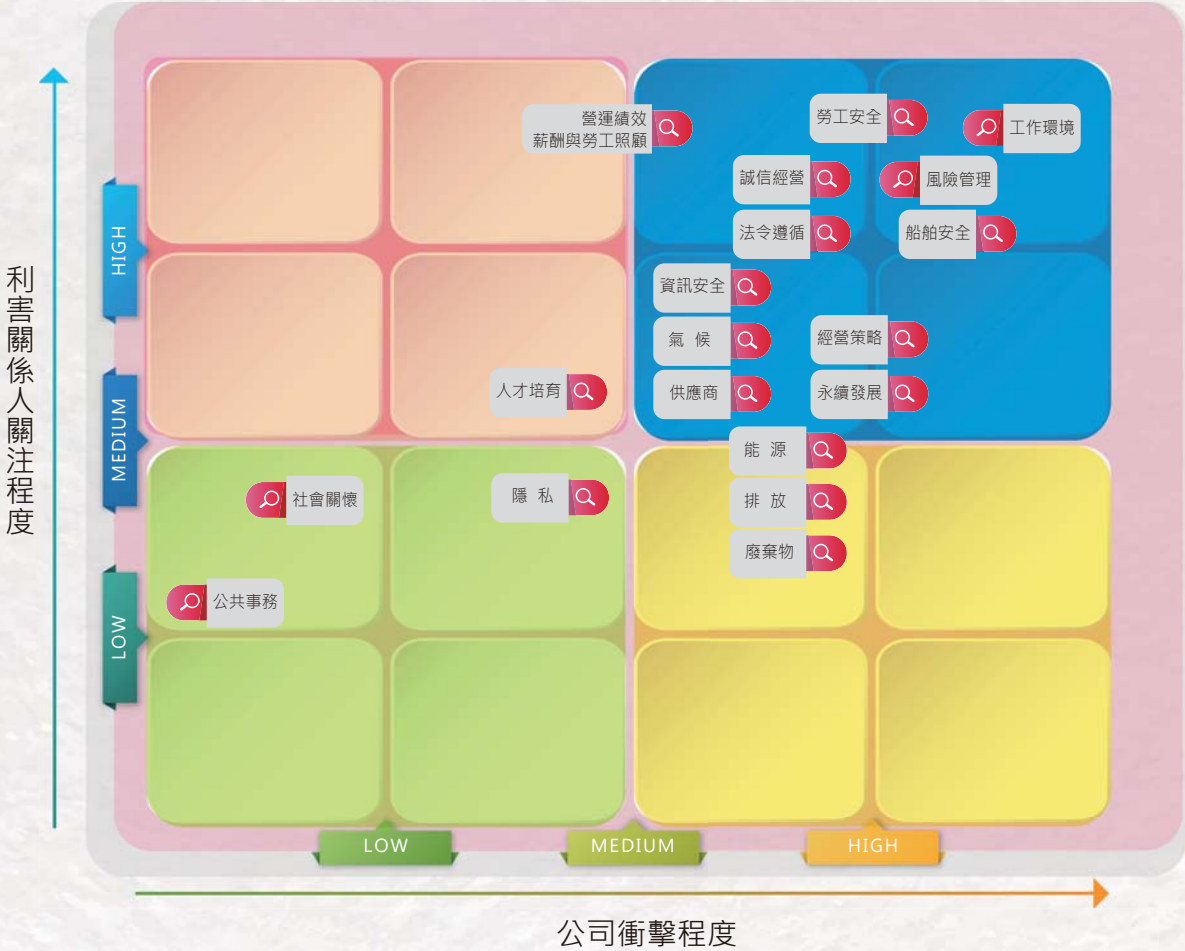 利害關係人關注程度
HIGH
MEDIUM
LOW
營運績效
薪酬與勞工照顧
勞工安全
工作環境
誠信經營
風險管理
法令遵循
船舶安全
資訊安全
氣候
經營策略
人才培育
供應商
永續發展
能源
社會關懷
隱私
排放
廢棄物
公共事務
LOW
MEDIUM
HIGH
公司衝擊程度